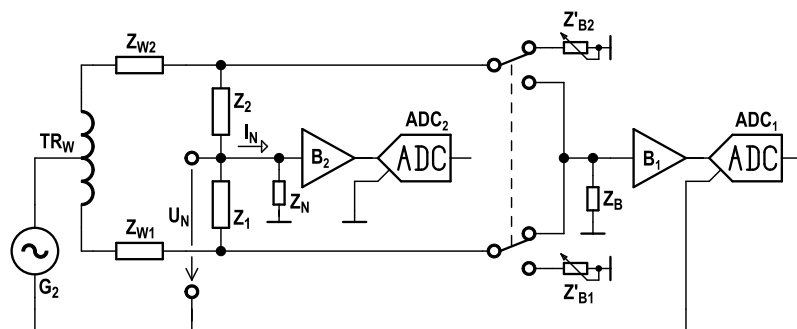 Z'B2
ZW2
Z2
ADC2
ADC1
TRW
IN
B2
ADC
B1
ADC
UN
Z1
ZN
ZB
ZW1
G2
Z'B1